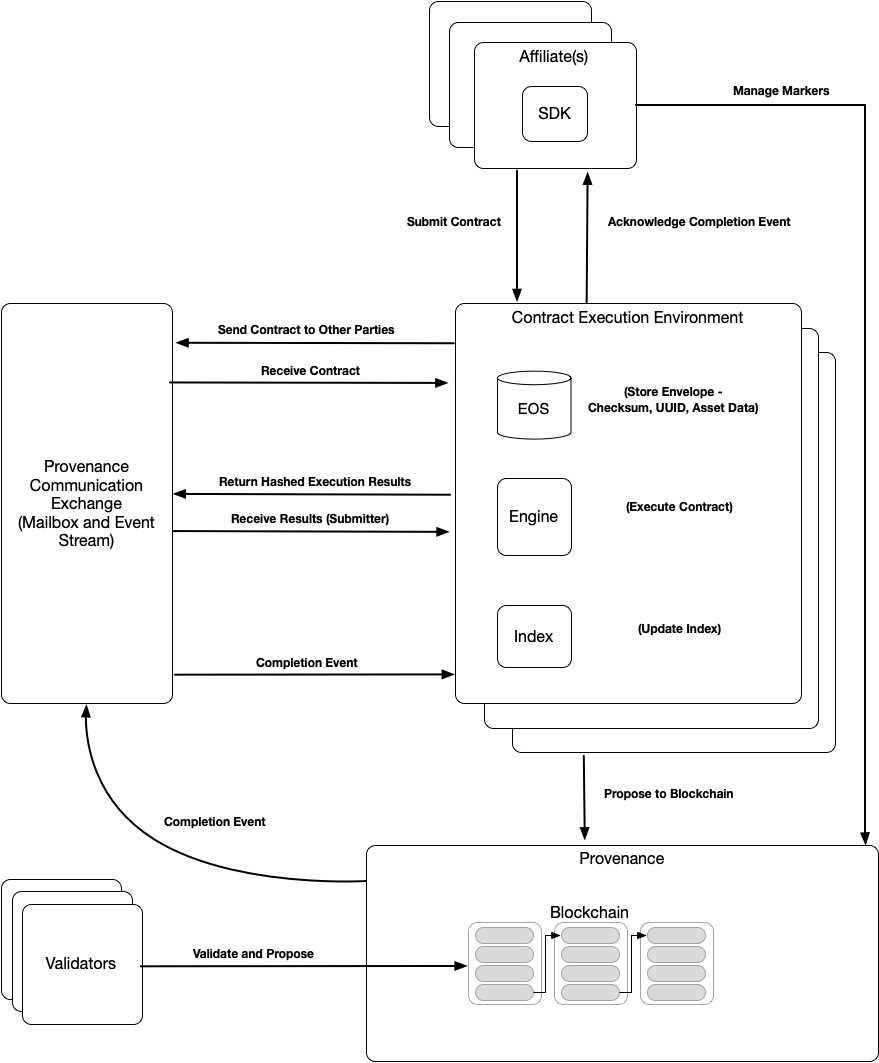 Affiliate(s)
SDK
Manage Markers
Submit Contract
Acknowledge Completion Event
Contract Execution Environment
Send Contract to Other Parties
Receive Contract
EOS
(Store Envelope -
Checksum, UUID, Asset Data)
Provenance
Communication
Exchange
(Mailbox and Event
Stream)
Return Hashed Execution Results
Receive Results (Submitter)
Engine
(Execute Contract)
Index
(Update Index)
Completion Event
Propose to Blockchain
Completion Event
Provenance
Blockchain
Validators
Validate and Propose